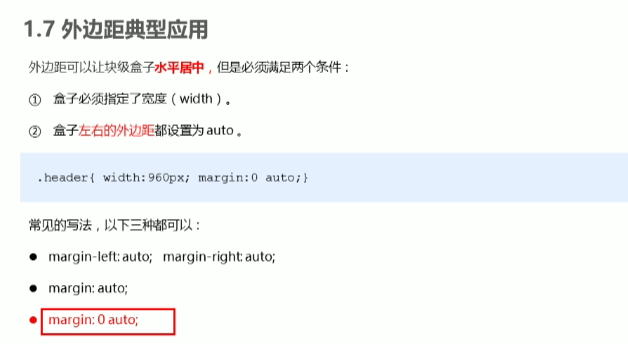 1.7 外边距典型应用
外边距可以让块级盒子水平居中，但是必须满足两个条件：
① 盒子必须指定了宽度（width）。
② 盒子左右的外边距都设置为 auto 。
.header{ width:960px; margin:0 auto;}
常见的写法，以下三种都可以：
● margin-left: auto; margin-right: auto;
● margin: auto;
● margin: 0 auto;